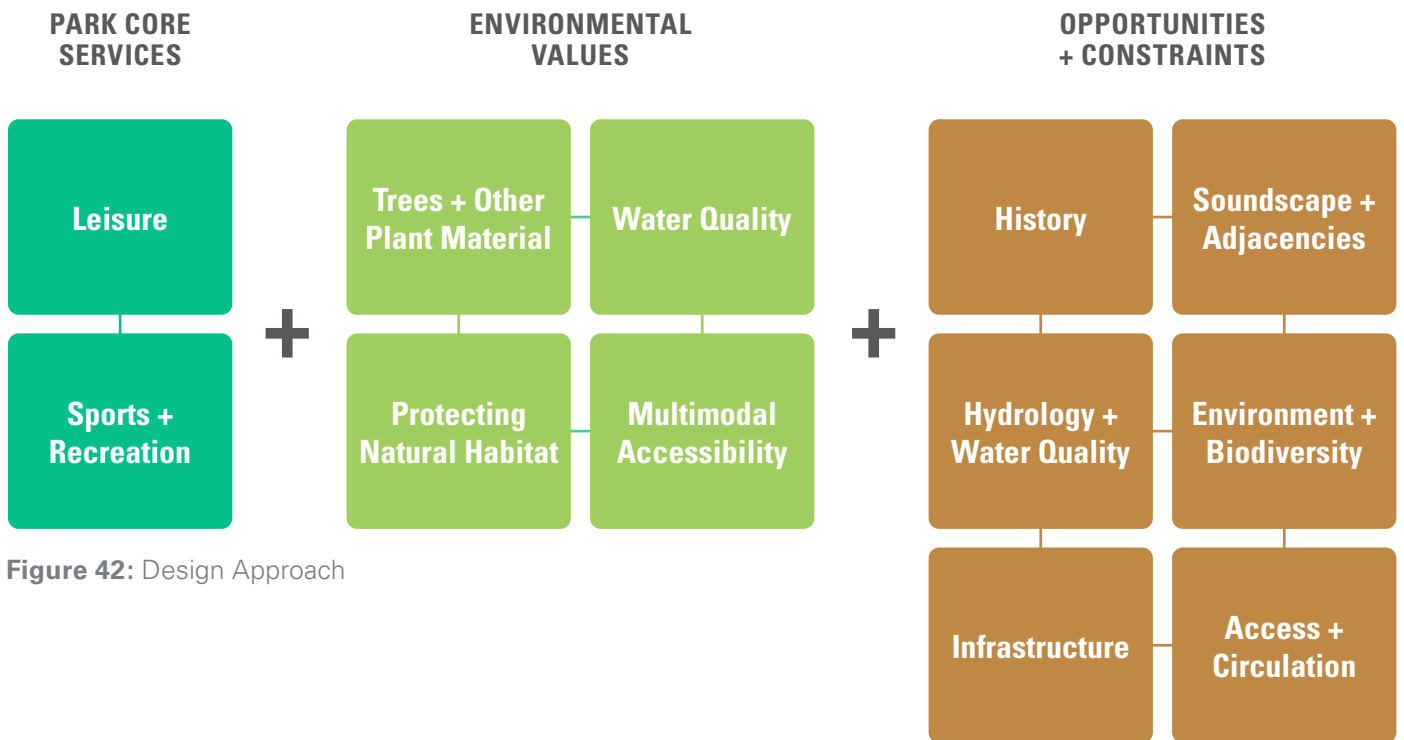 PARK CORE
SERVICES
ENVIRONMENTAL
VALUES
OPPORTUNITIES
+ CONSTRAINTS
Leisure
Sports +
Recreation
+
Trees + Other
Plant Material
Water Quality
Protecting
Natural Habitat
Multimodal
Accessibility
+
History
Soundscape +
Adjacencies
Hydrology +
Water Quality
Environment +
Biodiversity
Infrastructure
Access +
Circulation
Figure 42: Design Approach